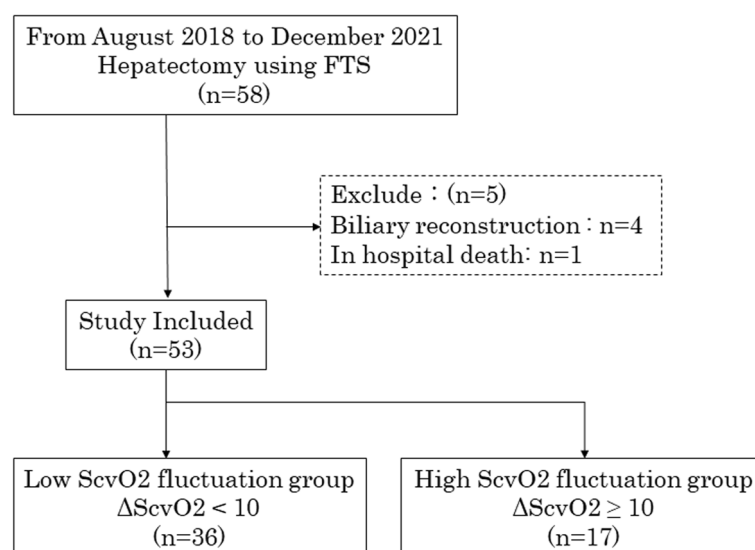 From August 2018 to December 2021
Hepatectomy using FTS
(n=58)
Exclude：(n=5)
Biliary reconstruction : n=4
In hospital death: n=1
Study Included
(n=53)
Low ScvO2 fluctuation group
ΔScvO2 < 10
(n=36)
High ScvO2 fluctuation group
ΔScvO2 ≥ 10
(n=17)